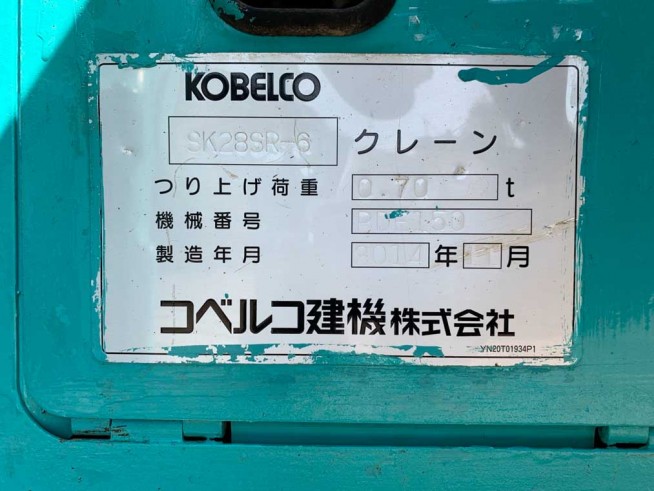 KOBELCO
SK28SR-6 クレーン
つり上げ荷重 0.70 t
機械番号
製造年月 2014 年 11 月
コベルコ建機株式会社
YN20T01934P1